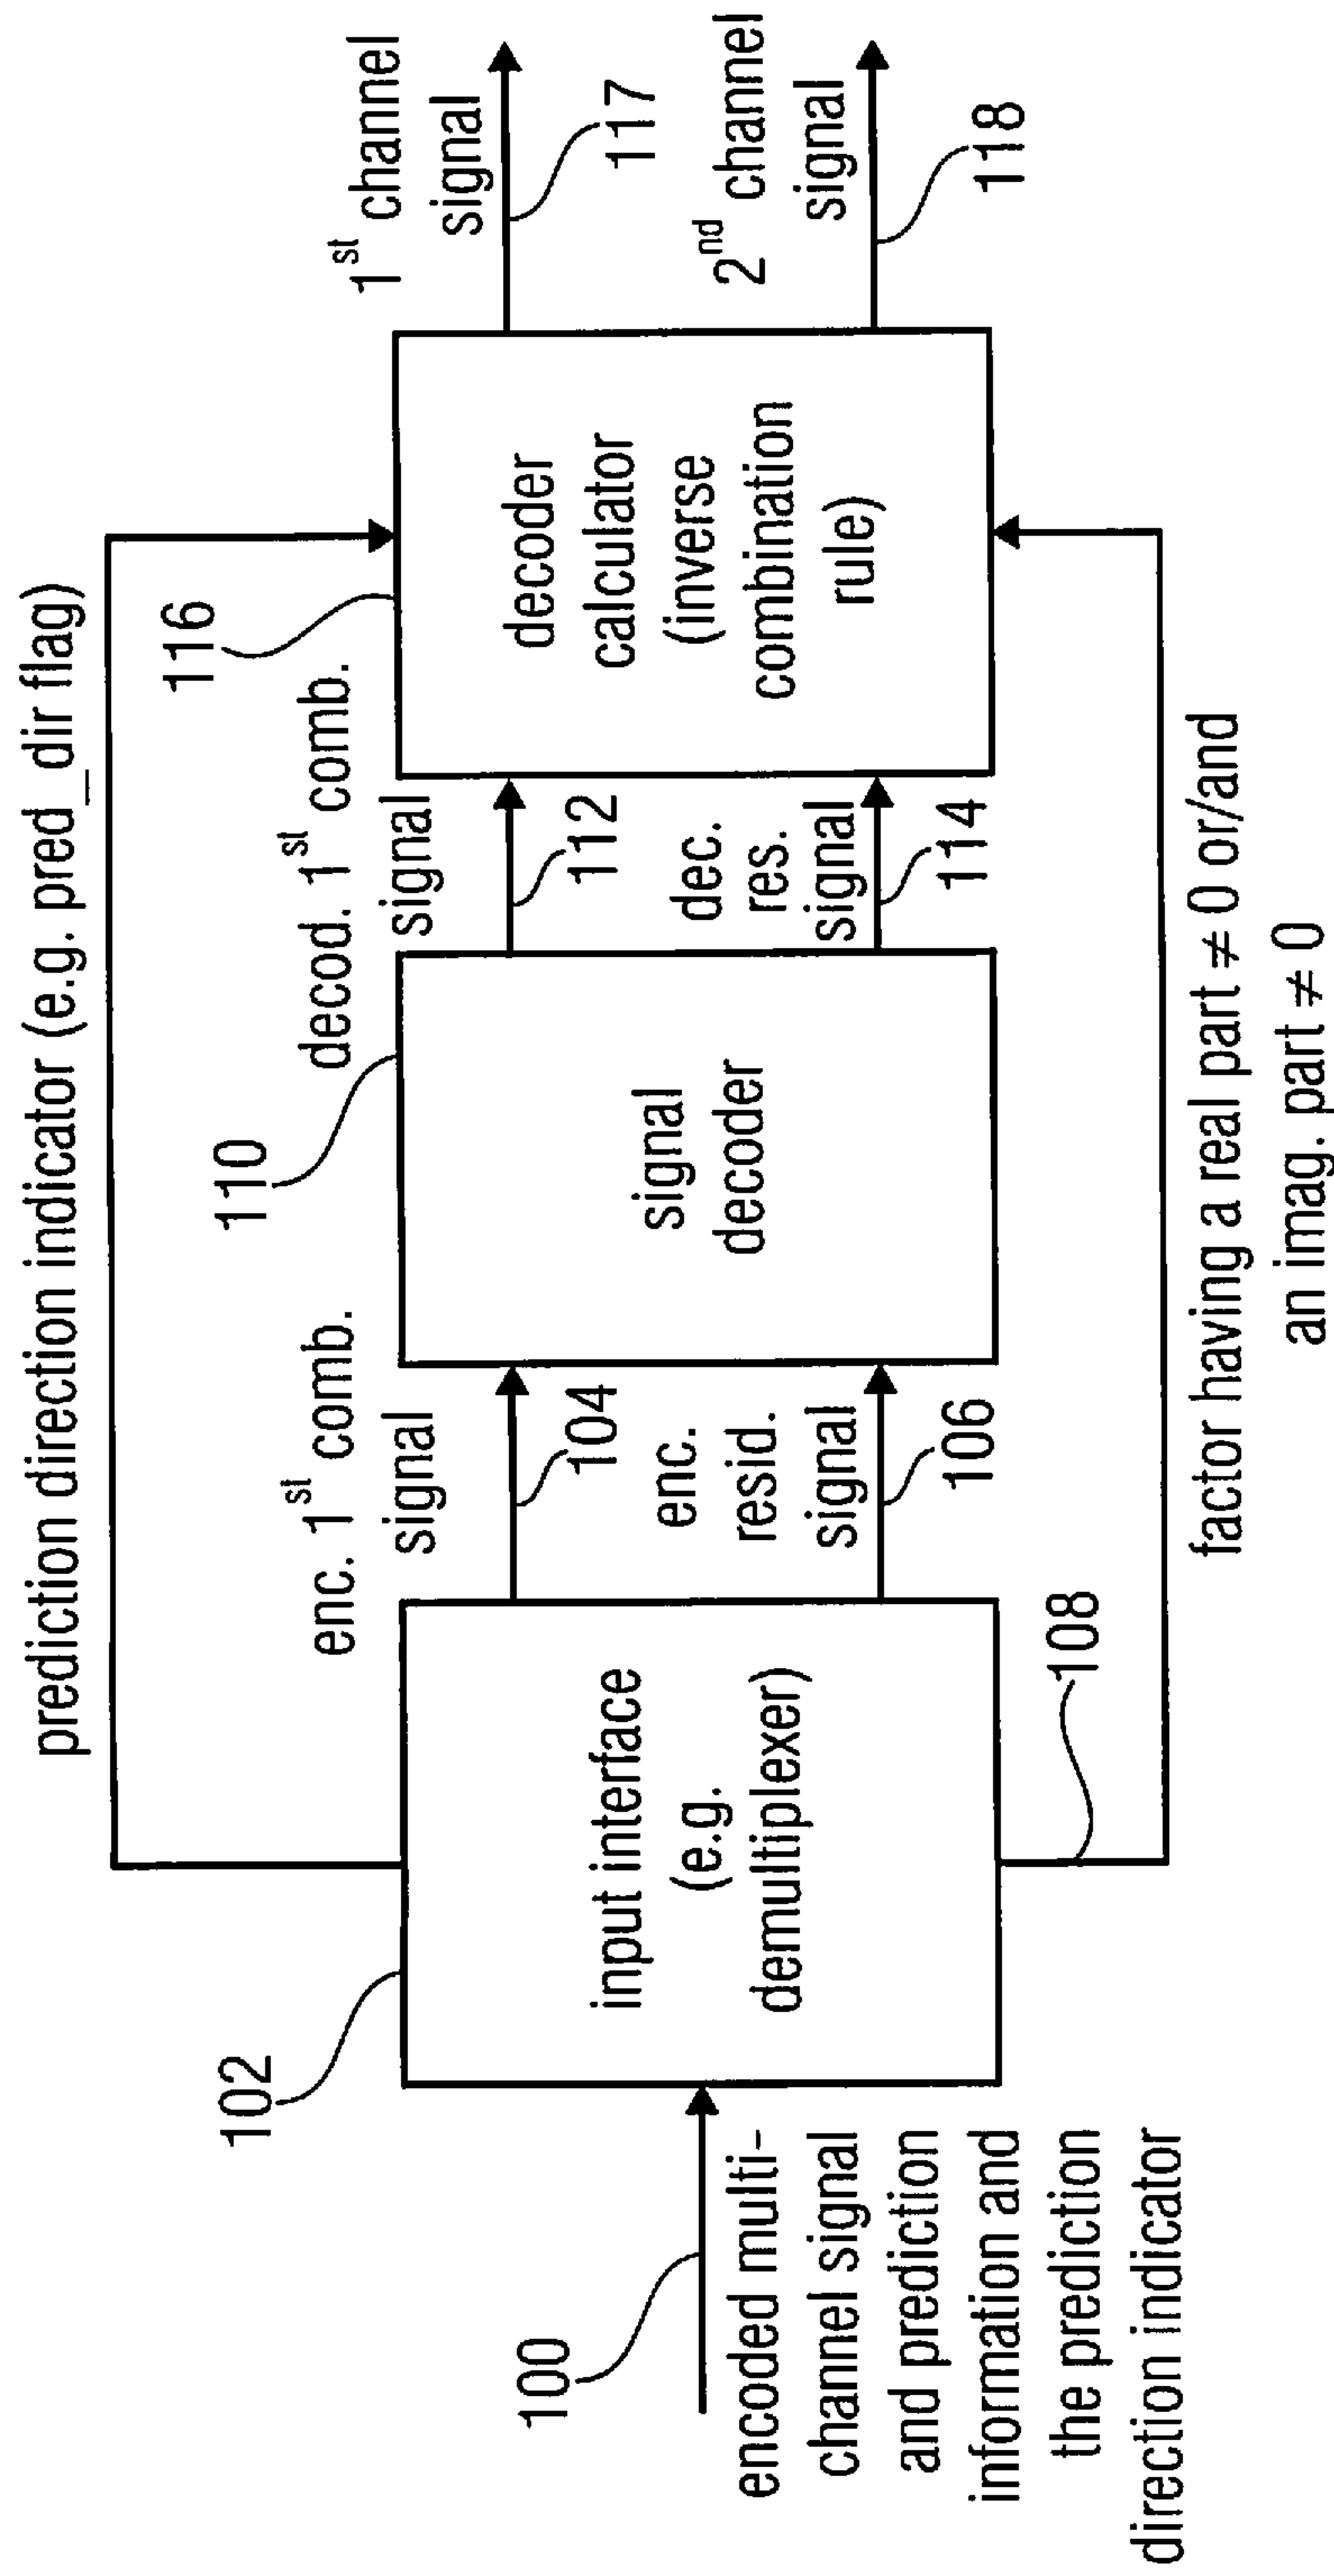 prediction direction indicator (e.g. pred_dir flag)
102
110
116
100
encoded multi-
channel signal
and prediction
information and
the prediction
direction indicator
input interface
(e.g.
demultiplexer)
enc. 1st comb.
signal
104
enc.
resid.
signal
106
108
signal
decoder
decod. 1st comb.
signal
112
dec.
res.
signal
114
decoder
calculator
(inverse
combination
rule)
1st channel
signal
117
2nd channel
signal
118
factor having a real part ≠ 0 or/and
an imag. part ≠ 0